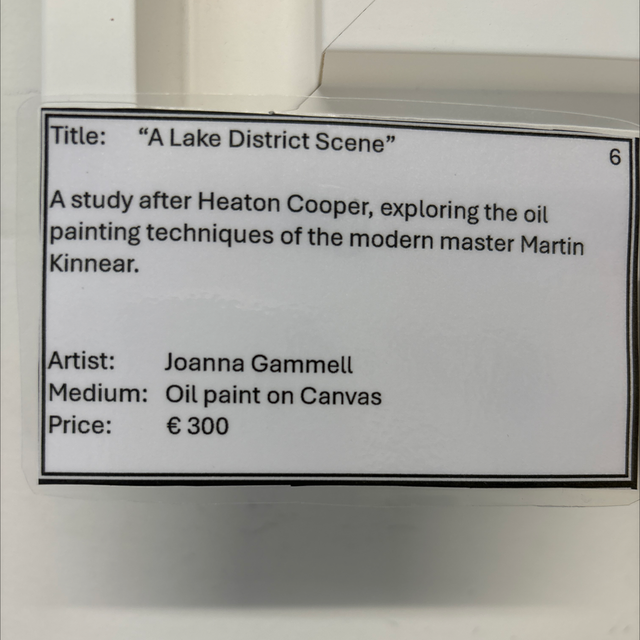 Title: “A Lake District Scene”
6
A study after Heaton Cooper, exploring the oil
painting techniques of the modern master Martin
Kinnear.
Artist: Joanna Gammell
Medium: Oil paint on Canvas
Price: € 300